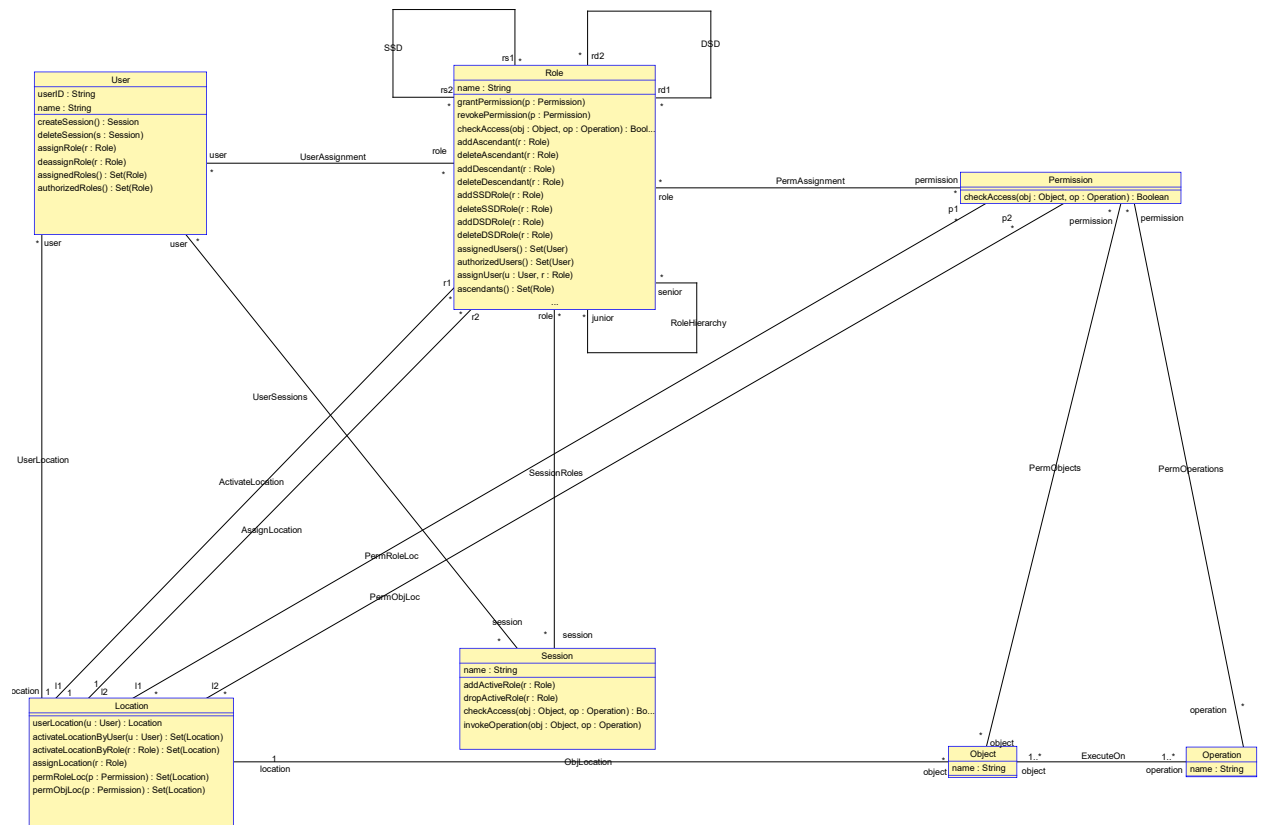 SSD
rs1
*
rs2
*
*
rd2
DSD
rd1
*
User
userID : String
name : String
createSession() : Session
deleteSession(s : Session)
assignRole(r : Role)
deassignRole(r : Role)
assignedRoles() : Set(Role)
authorizedRoles() : Set(Role)
Role
name : String
grantPermission(p : Permission)
revokePermission(p : Permission)
checkAccess(obj : Object, op : Operation) : Bool...
addAscendant(r : Role)
deleteAscendant(r : Role)
addDescendant(r : Role)
deleteDescendant(r : Role)
addSSDRole(r : Role)
deleteSSDRole(r : Role)
addDSDRole(r : Role)
deleteDSDRole(r : Role)
assignedUsers() : Set(User)
authorizedUsers() : Set(User)
assignUser(u : User, r : Role)
ascendants() : Set(Role)
...
user
*
UserAssignment
role
*
*
role
PermAssignment
permission
*
Permission
checkAccess(obj : Object, op : Operation) : Boolean
p1
*
p2
*
*
permission
*
permission
* user
user *
r1
*
*
r2
role *
* junior
*
senior
RoleHierarchy
UserSessions
UserLocation
ActivateLocation
AssignLocation
SessionRoles
PermRoleLoc
PermObjLoc
PermObjects
PermOperations
session
*
*
session
Session
name : String
addActiveRole(r : Role)
dropActiveRole(r : Role)
checkAccess(obj : Object, op : Operation) : Bo...
invokeOperation(obj : Object, op : Operation)
ocation
1
l1
1
1
l2
l1
*
l2
*
Location
userLocation(u : User) : Location
activateLocationByUser(u : User) : Set(Location)
activateLocationByRole(r : Role) : Set(Location)
assignLocation(r : Role)
permRoleLoc(p : Permission) : Set(Location)
permObjLoc(p : Permission) : Set(Location)
1
location
ObjLocation
*
object
*
object
Object
name : String
1..*
object
ExecuteOn
1..*
operation
operation
*
Operation
name : String